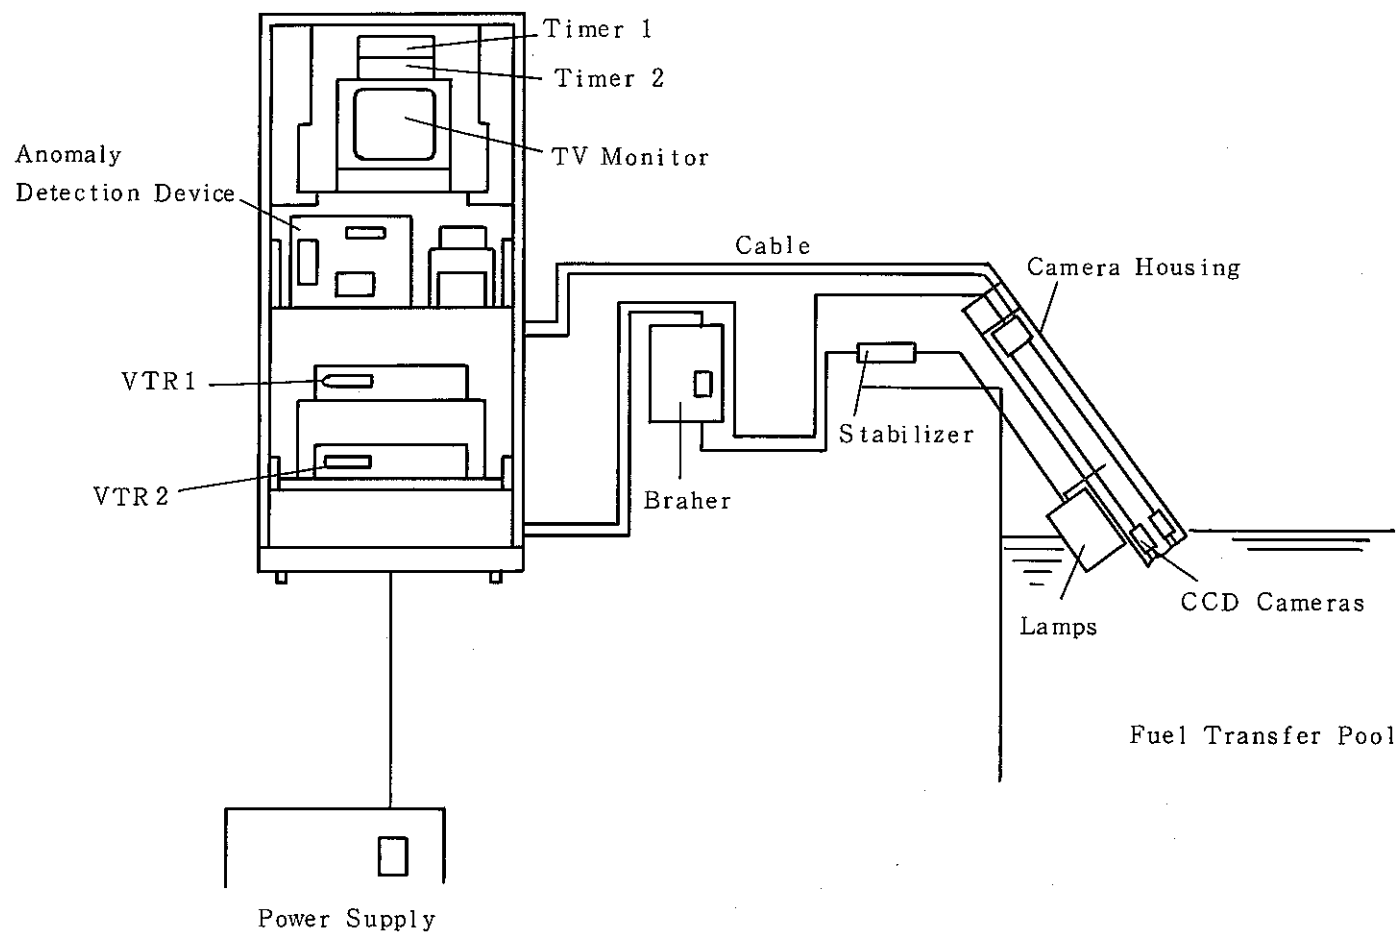 Timer 1
Timer 2
TV Monitor
Anomaly
Detection Device
Cable
Camera Housing
VTR1
VTR2
Stabilizer
Braher
CCD Cameras
Lamps
Fuel Transfer Pool
Power Supply